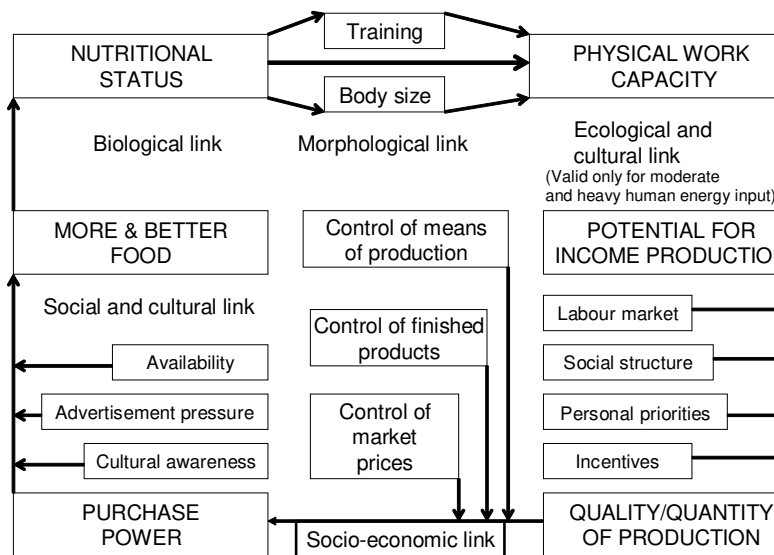 NUTRITIONAL
STATUS
Training
Body size
PHYSICAL WORK
CAPACITY
Biological link
Morphological link
Ecological and
cultural link
(Valid only for moderate
and heavy human energy input)
MORE & BETTER
FOOD
Control of means
of production
POTENTIAL FOR
INCOME PRODUCTIO
Social and cultural link
Availability
Advertisement pressure
Cultural awareness
Control of finished
products
Control of
market
prices
Labour market
Social structure
Personal priorities
Incentives
PURCHASE
POWER
Socio-economic link
QUALITY/QUANTITY
OF PRODUCTION